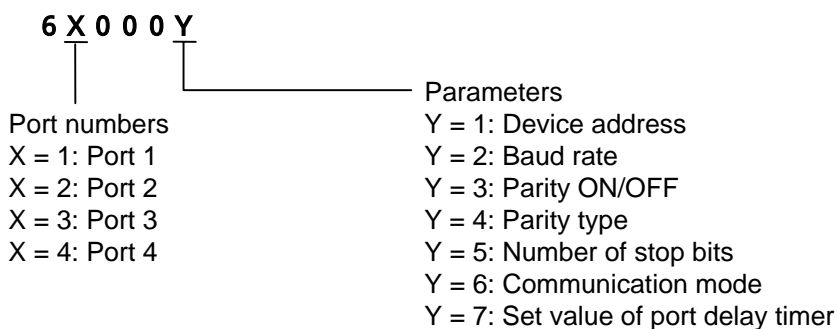 6 X 0 0 0 Y
Port numbers
X = 1: Port 1
X = 2: Port 2
X = 3: Port 3
X = 4: Port 4
Parameters
Y = 1: Device address
Y = 2: Baud rate
Y = 3: Parity ON/OFF
Y = 4: Parity type
Y = 5: Number of stop bits
Y = 6: Communication mode
Y = 7: Set value of port delay timer